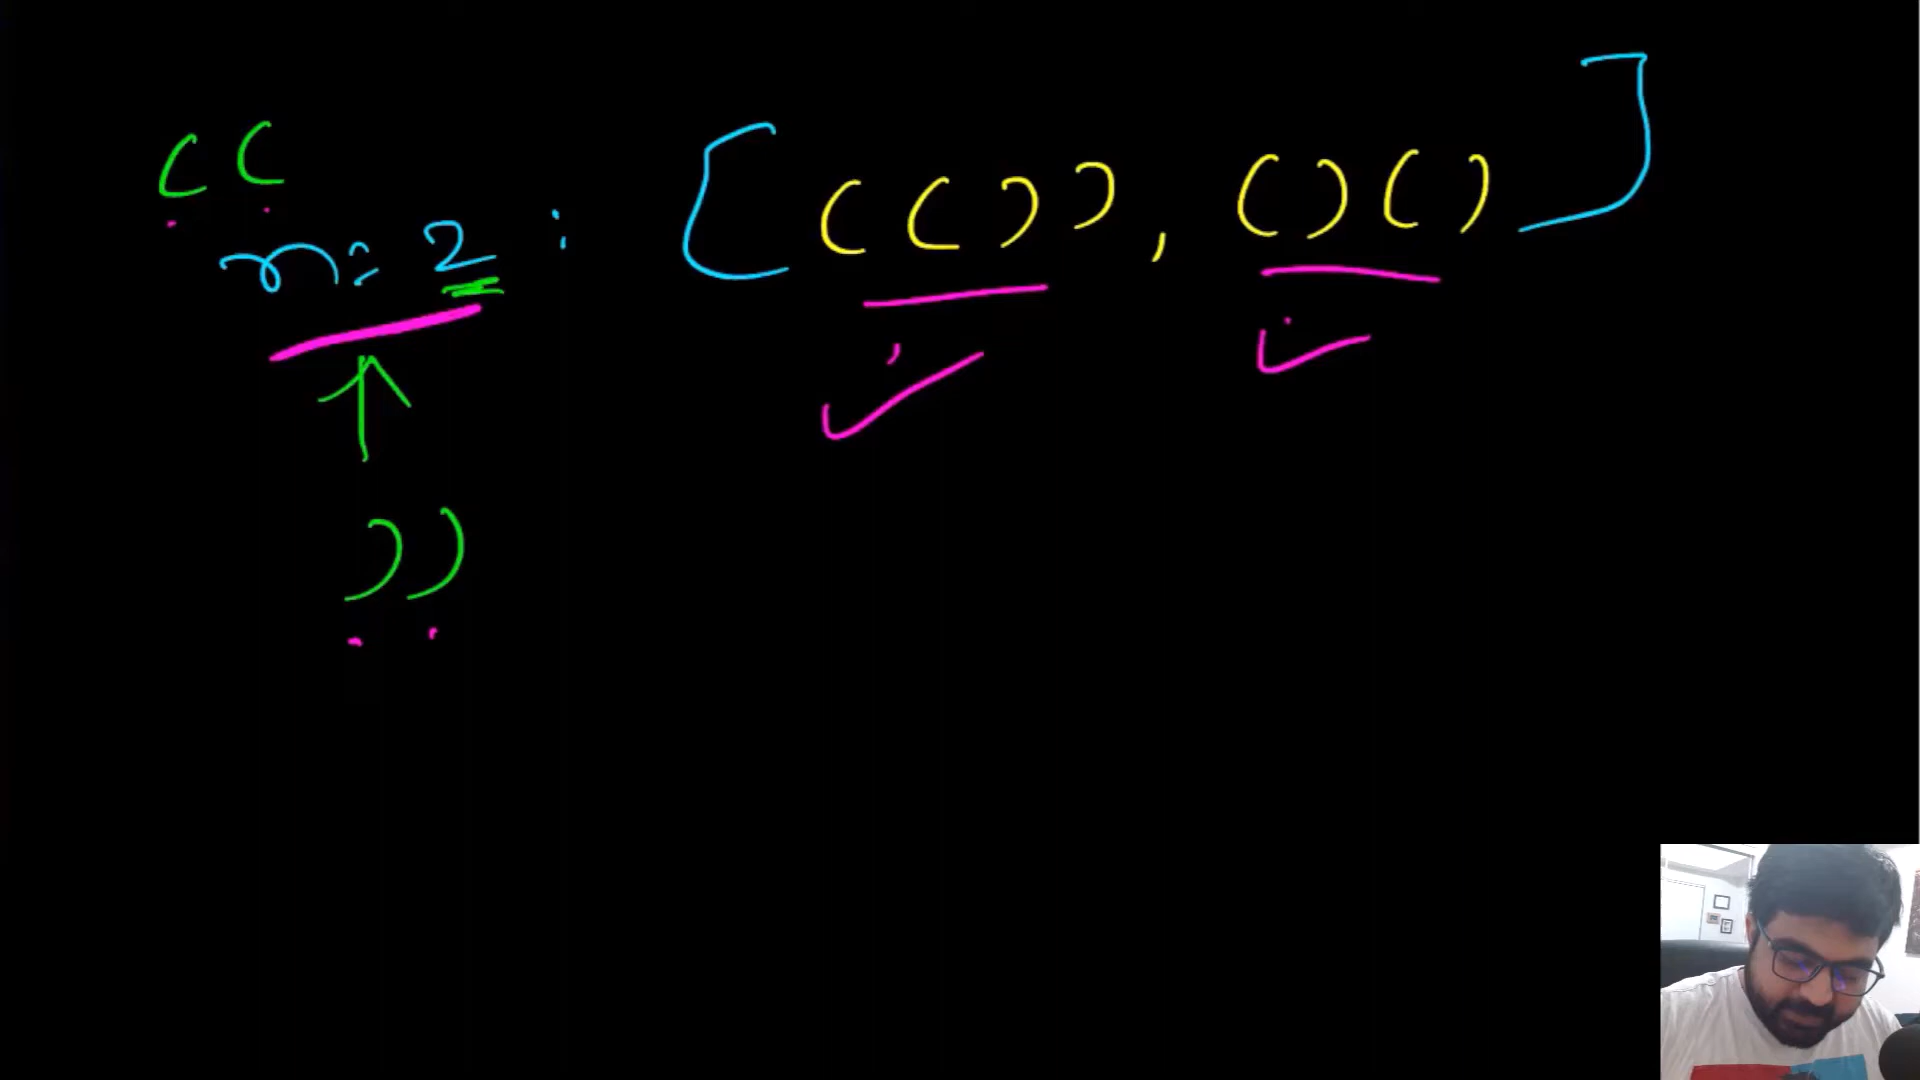 ( (
n = 2 : [ ( ( ) ) , ( ) ( ) ]
) )